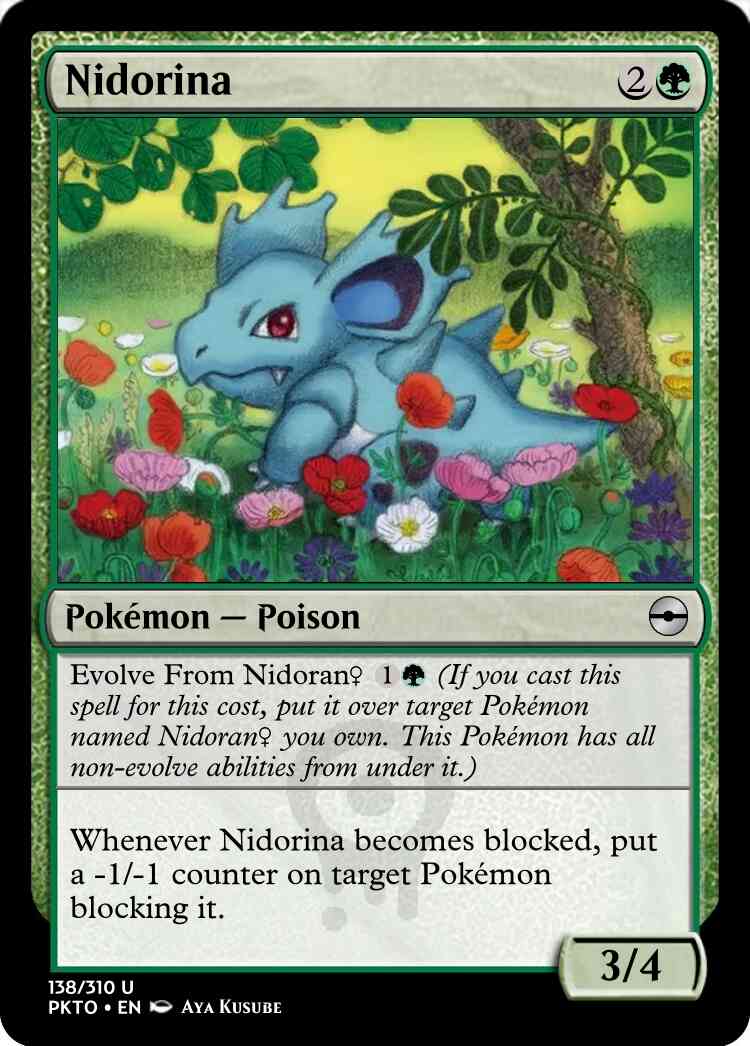 Nidorina 2
Pokémon — Poison
Evolve From Nidoran♀ 1 (If you cast this
spell for this cost, put it over target Pokémon
named Nidoran♀ you own. This Pokémon has all
non-evolve abilities from under it.)
Whenever Nidorina becomes blocked, put
a -1/-1 counter on target Pokémon
blocking it.
3/4
138/310 U
PKTO • EN Aya Kusube